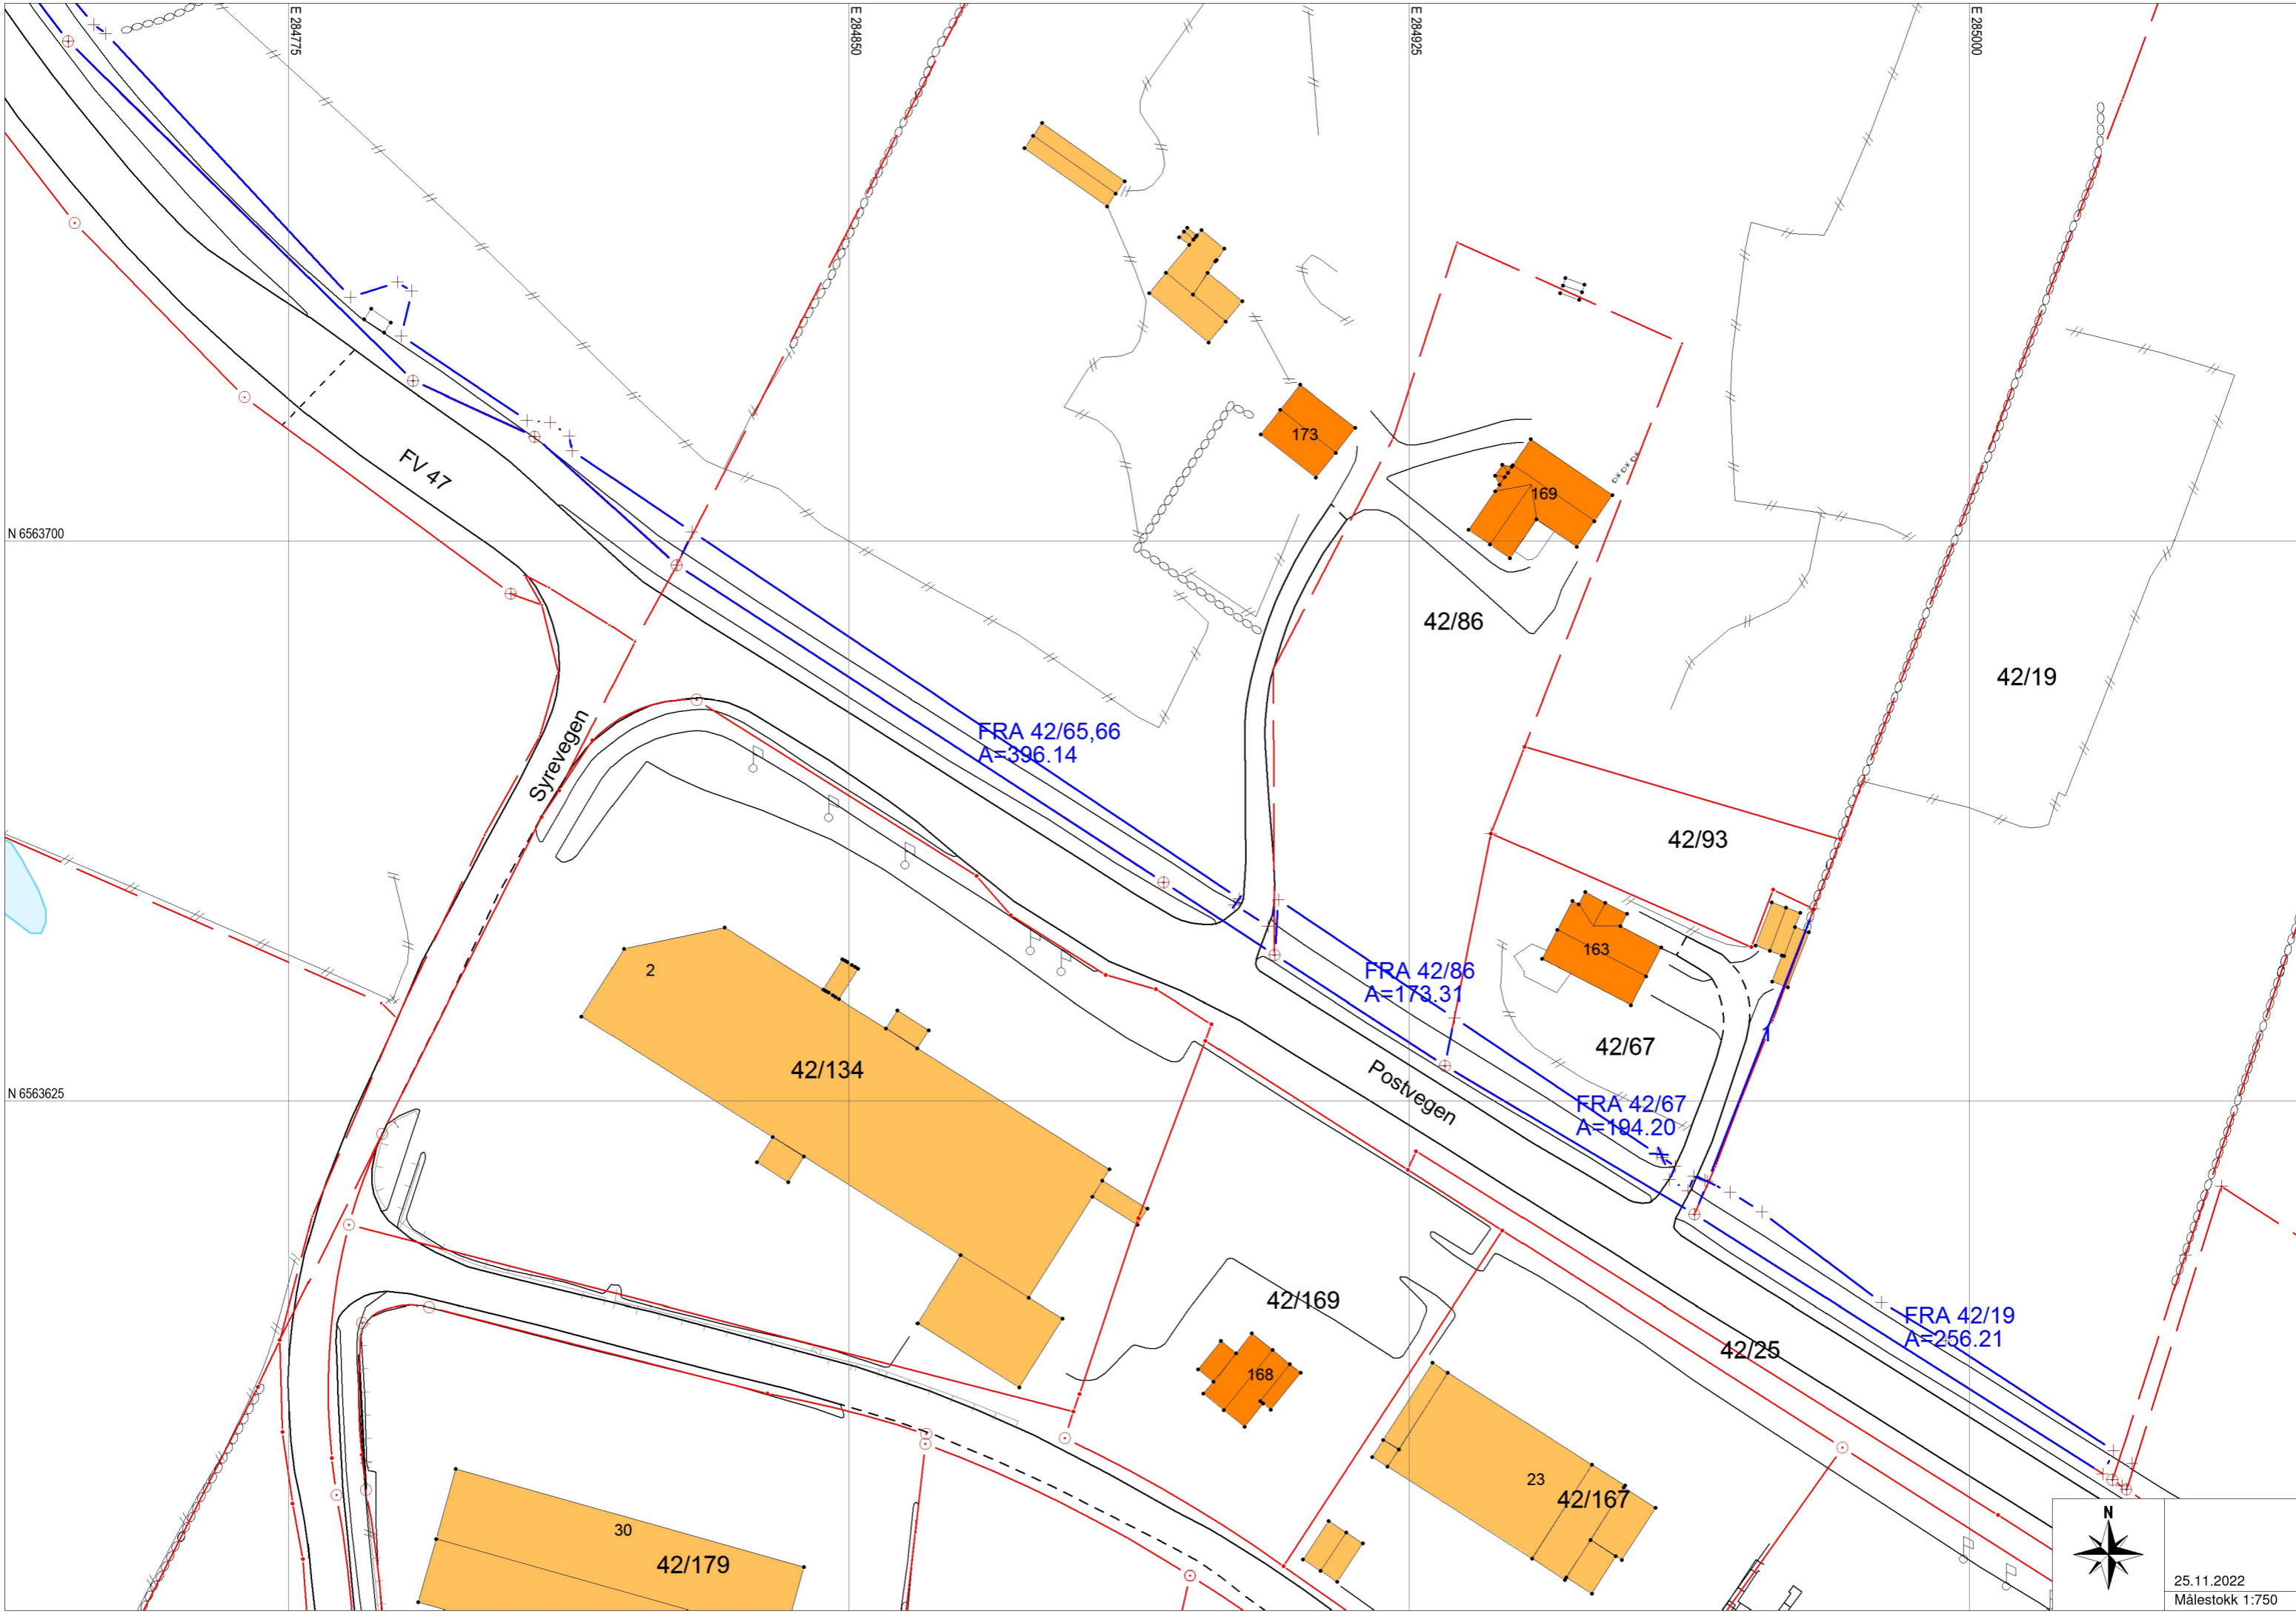 E 284775
E 284850
E 284925
E 285000
173
FV 47
169
N 6563700
42/86
42/19
FRA 42/65,66
A=396.14
Syrevegen
42/93
163
2
FRA 42/86
A=173.31
42/67
42/134
Postvegen
N 6563625
FRA 42/67
A=194.20
1
42/169
FRA 42/19
A=256.21
42/25
168
23
42/167
30
42/179
N
25.11.2022
Målestokk 1:750